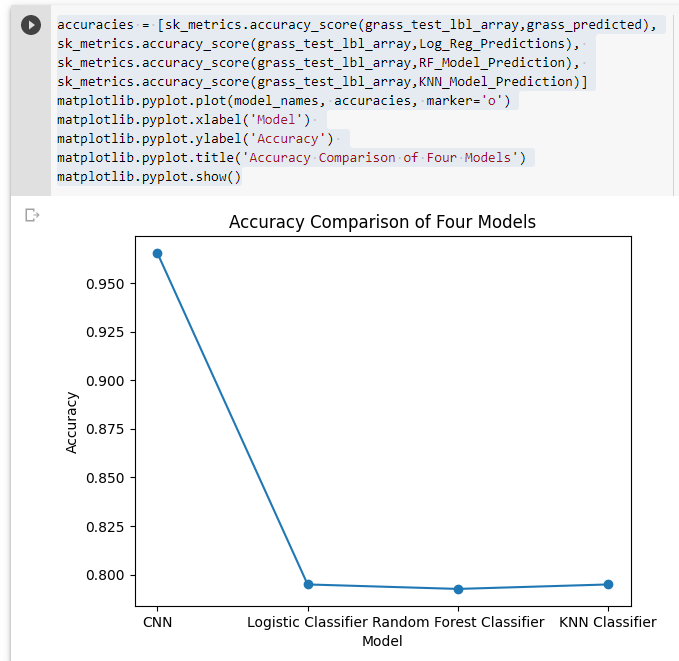 accuracies = [sk_metrics.accuracy_score(grass_test_lbl_array,grass_predicted),
sk_metrics.accuracy_score(grass_test_lbl_array,Log_Reg_Predictions),
sk_metrics.accuracy_score(grass_test_lbl_array,RF_Model_Prediction),
sk_metrics.accuracy_score(grass_test_lbl_array,KNN_Model_Prediction)]
matplotlib.pyplot.plot(model_names, accuracies, marker='o')
matplotlib.pyplot.xlabel('Model')
matplotlib.pyplot.ylabel('Accuracy')
matplotlib.pyplot.title('Accuracy Comparison of Four Models')
matplotlib.pyplot.show()
Accuracy Comparison of Four Models
0.950
0.925
0.900
0.875
0.850
0.825
0.800
Accuracy
CNN Logistic Classifier Random Forest Classifier KNN Classifier
Model